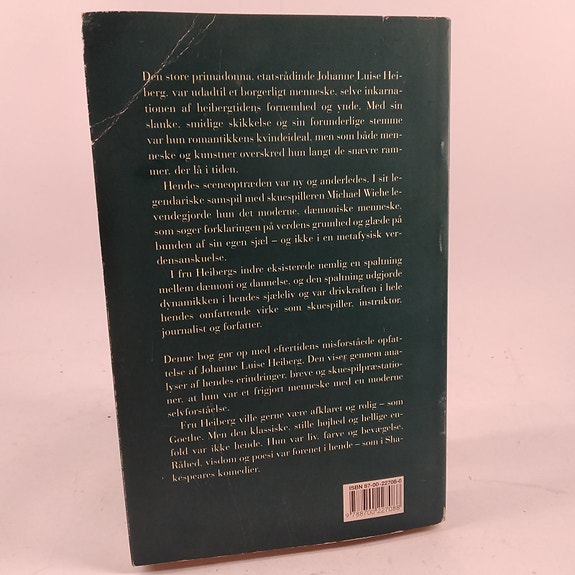 Den store primadonna, etatsrådinde Johanne Luise Hei-
berg, var udadtil et borgerligt menneske, selve inkarna-
tionen af heibergtidens fornemhed og ynde. Med sin
slanke, smidige skikkelse og sin forunderlige stemme
var hun romantikkens kvindeideal, men som både men-
neske og kunstner overskred hun langt de snævre ram-
mer, der lå i tiden.
Hendes sceneoptræden var ny og anderledes. I sit le-
gendariske samspil med skuespilleren Michael Wiehe le-
vendegjorde hun det moderne, dæmoniske menneske,
som søger forklaringen på verdens grumhed og glæde på
bunden af sin egen sjæl – og ikke i en metafysisk ver-
densanskuelse.
I fru Heibergs indre eksisterede nemlig en spaltning
mellem dæmoni og dannelse, og den spaltning udgjorde
dynamikken i hendes sjæleliv og var drivkraften i hele
hendes omfattende virke som skuespiller, instruktør,
journalist og forfatter.
Denne bog gør op med eftertidens misforståede opfat-
telse af Johanne Luise Heiberg. Den viser gennem ana-
lyser af hendes erindringer, breve og skuespilpræstatio-
ner, at hun var et frigjort menneske med en moderne
selvforståelse.
Fru Heiberg ville gerne være afklaret og rolig – som
Goethe. Men den klassiske, stille højhed og hellige en-
fold var ikke hende. Hun var liv, farve og bevægelse.
Råhed, visdom og poesi var forenet i hende – som i Sha-
kespeares komedier.
ISBN 87-00-22708-0
9 788700 227088